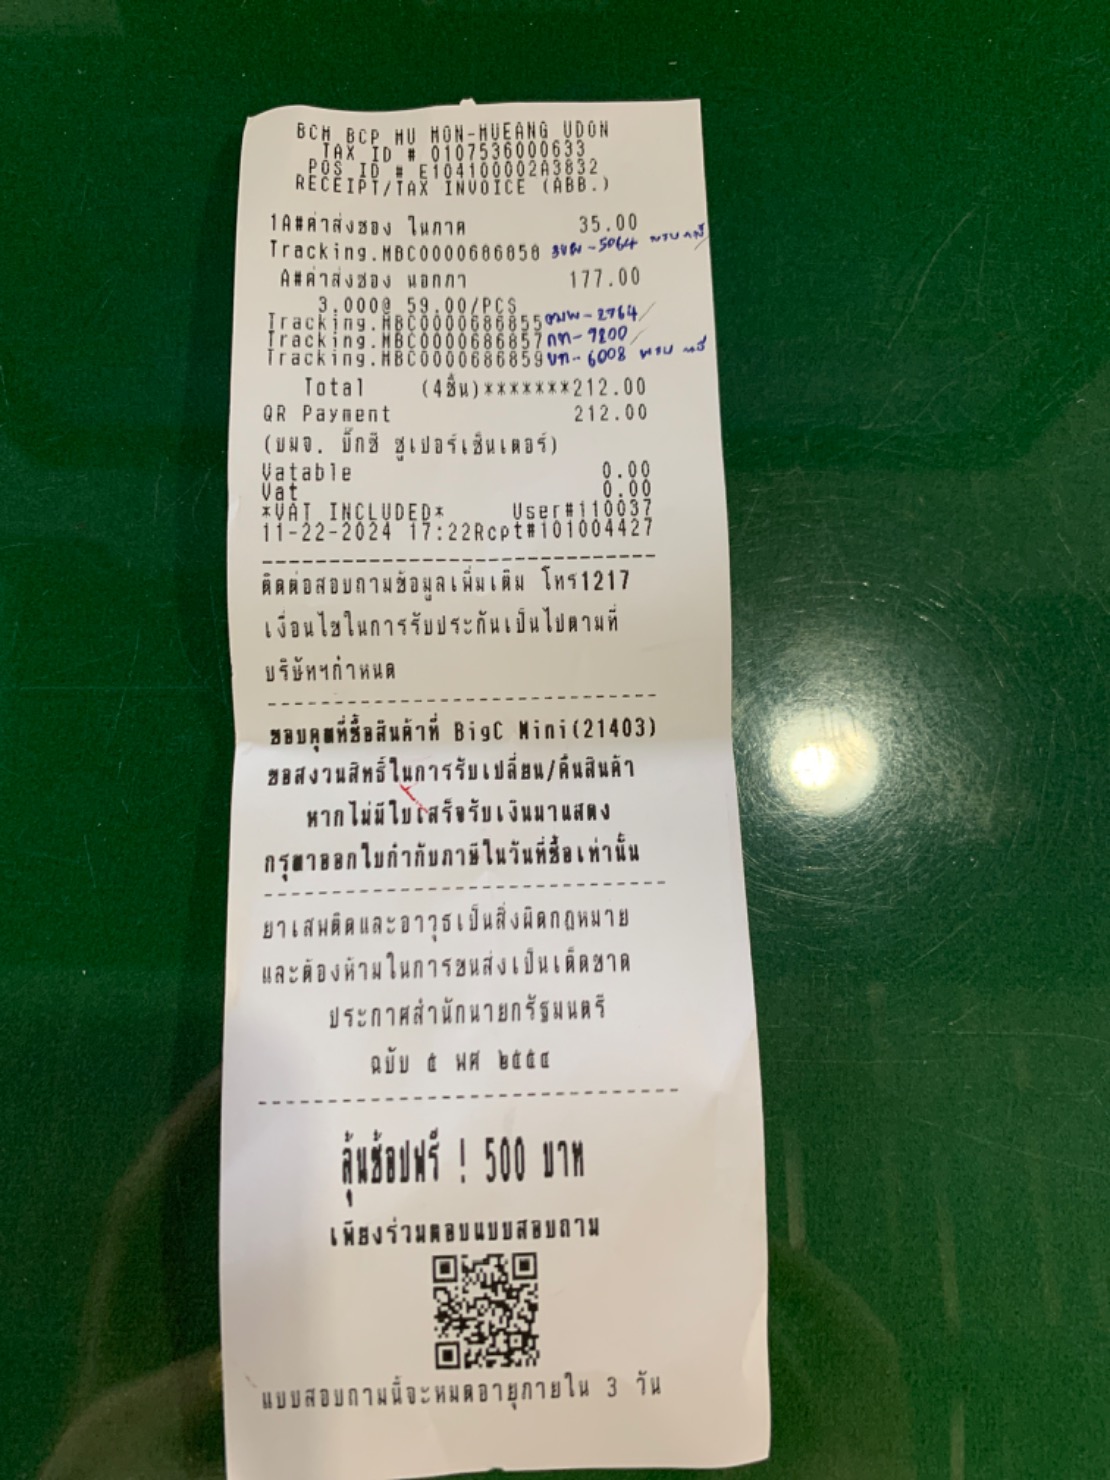 BCM BCP MU MON-MUEANG UDON
TAX ID # 0107536000633
POS ID # E104100002A3832
RECEIPT/TAX INVOICE (ABB.)
1A#ค่าส่งซอง ในภาค 35.00
Tracking.MBC0000686858 -5064
A#ค่าส่งซอง นอกภา 177.00
3.000@ 59.00/PCS
Tracking.MBC0000686855 -2764
Tracking.MBC0000686857 กท-9200
Tracking.MBC0000686859 บท-6008
Total (4ชิ้น)*******212.00
QR Payment 212.00
(บมจ. บิ๊กซี ซูเปอร์เซ็นเตอร์)
Vatable 0.00
Vat 0.00
*VAT INCLUDED* User#110037
11-22-2024 17:22Rcpt#101004427
ติดต่อสอบถามข้อมูลเพิ่มเติม โทร1217
เงื่อนไขในการรับประกันเป็นไปตามที่
บริษัทฯกำหนด
ขอบคุณที่ซื้อสินค้าที่ BigC Mini(21403)
ขอสงวนสิทธิ์ในการรับเปลี่ยน/คืนสินค้า
หากไม่มีใบเสร็จรับเงินมาแสดง
กรุณาออกใบกำกับภาษีในวันที่ซื้อเท่านั้น
ยาเสพติดและอาวุธเป็นสิ่งผิดกฎหมาย
และต้องห้ามในการขนส่งเป็นเด็ดขาด
ประกาศสำนักนายกรัฐมนตรี
ฉบับ ๕ พศ ๒๕๕๔
ลุ้นช้อปฟรี ! 500 บาท
เพียงร่วมตอบแบบสอบถาม
แบบสอบถามนี้จะหมดอายุภายใน 3 วัน